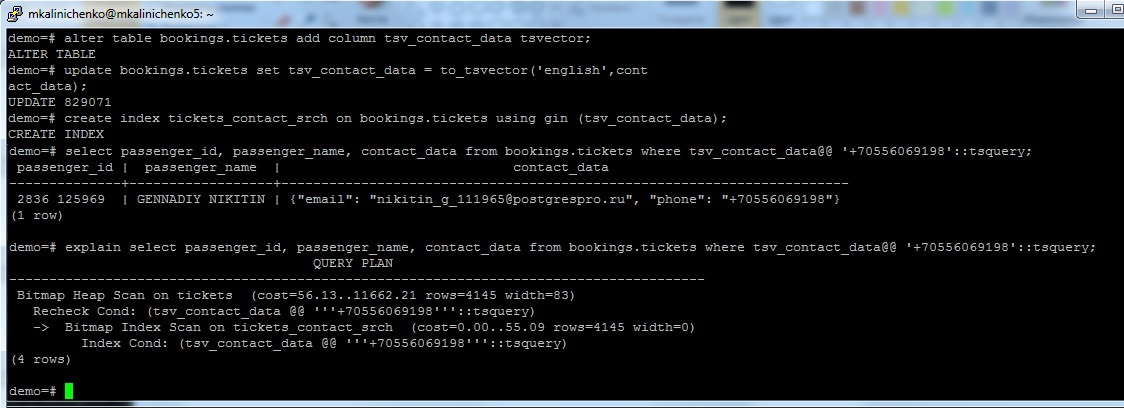 mkalinichenko@mkalinichenko5: ~
demo=# alter table bookings.tickets add column tsv_contact_data tsvector;
ALTER TABLE
demo=# update bookings.tickets set tsv_contact_data = to_tsvector('english',cont
act_data);
UPDATE 829071
demo=# create index tickets_contact_srch on bookings.tickets using gin (tsv_contact_data);
CREATE INDEX
demo=# select passenger_id, passenger_name, contact_data from bookings.tickets where tsv_contact_data@@ '+70556069198'::tsquery;
 passenger_id |  passenger_name  |                             contact_data
--------------+------------------+-----------------------------------------------------------------------
 2836 125969  | GENNADIY NIKITIN | {"email": "nikitin_g_111965@postgrespro.ru", "phone": "+70556069198"}
(1 row)
demo=# explain select passenger_id, passenger_name, contact_data from bookings.tickets where tsv_contact_data@@ '+70556069198'::tsquery;
                                      QUERY PLAN
---------------------------------------------------------------------------------------
 Bitmap Heap Scan on tickets  (cost=56.13..11662.21 rows=4145 width=83)
   Recheck Cond: (tsv_contact_data @@ '''+70556069198'''::tsquery)
   ->  Bitmap Index Scan on tickets_contact_srch  (cost=0.00..55.09 rows=4145 width=0)
         Index Cond: (tsv_contact_data @@ '''+70556069198'''::tsquery)
(4 rows)
demo=#